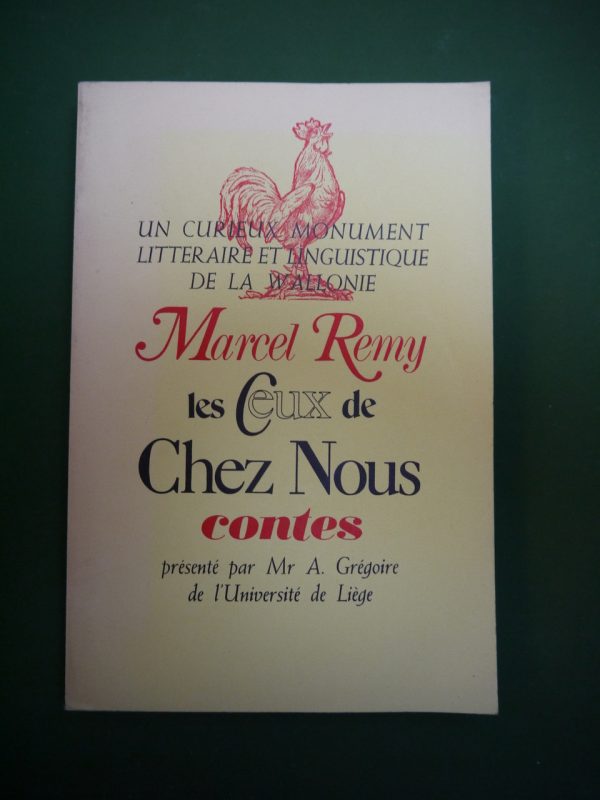 UN CURIEUX MONUMENT
LITTERAIRE ET LINGUISTIQUE
DE LA WALLONIE
Marcel Remy
les Ceux de
Chez Nous
contes
présenté par Mr A. Grégoire
de l'Université de Liège